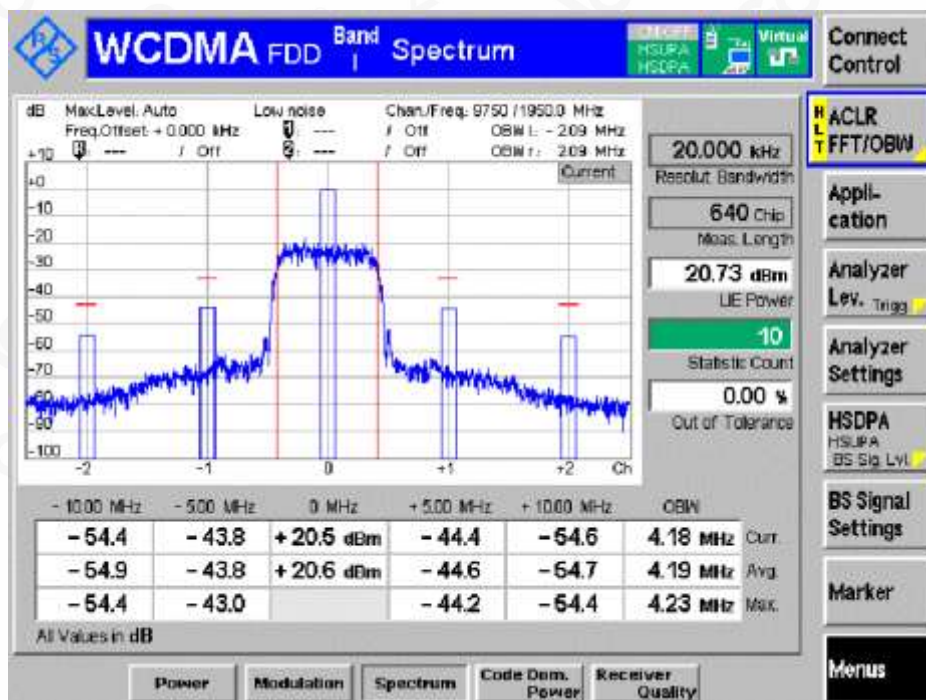 WCDMA FDD Band I Spectrum
HSUPA
HSDPA
Virtual
Connect Control
dB Max.Level: Auto Low noise Chan./Freq.: 9750 / 1950.0 MHz
Freq.Offset: + 0.000 kHz 1: --- / Off OBW l: - 2.09 MHz
--- / Off 2: --- / Off OBW r: 2.09 MHz
Current
+10
+0
-10
-20
-30
-40
-50
-60
-70
-80
-90
-100
-2 -1 0 +1 +2 Ch
20.000 kHz
Resolut. Bandwidth
640 Chip
Meas. Length
20.73 dBm
UE Power
10
Statistic Count
0.00 %
Out of Tolerance
- 10.00 MHz - 5.00 MHz 0 MHz + 5.00 MHz + 10.00 MHz OBW
- 54.4 - 43.8 + 20.5 dBm - 44.4 - 54.6 4.18 MHz Curr.
- 54.9 - 43.8 + 20.6 dBm - 44.6 - 54.7 4.19 MHz Avg.
- 54.4 - 43.0 - 44.2 - 54.4 4.23 MHz Max.
All Values in dB
Power
Modulation
Spectrum
Code Dom. Power
Receiver Quality
H L T
ACLR
FFT/OBW
Appli-
cation
Analyzer
Lev. Trigg
Analyzer
Settings
HSDPA
HSUPA
BS Sig. Lvl.
BS Signal
Settings
Marker
Menus